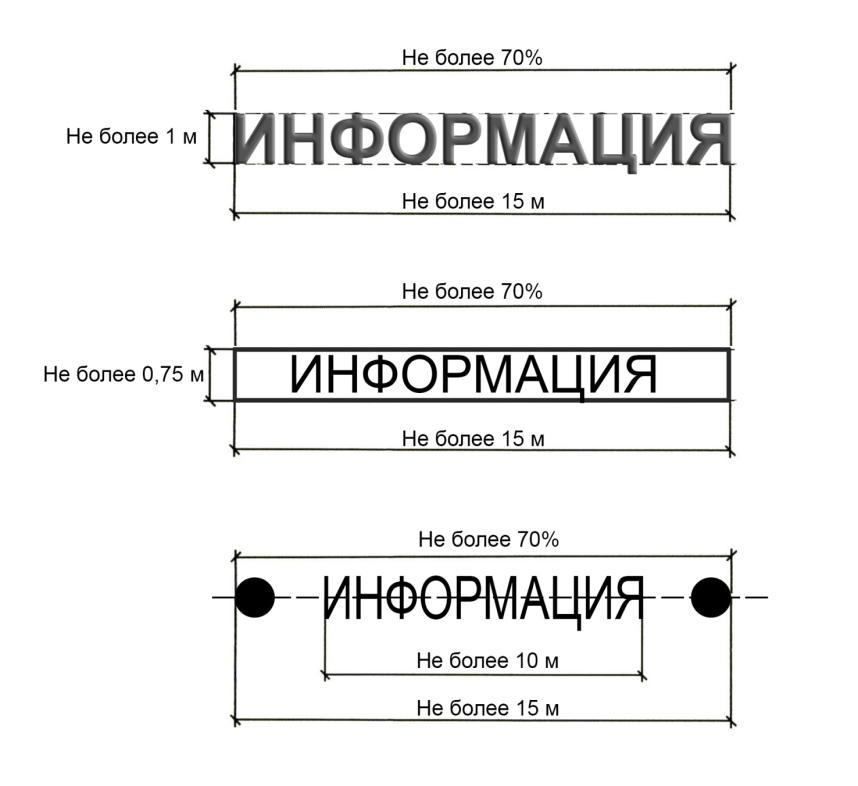 Не более 70%
Не более 1 м
ИНФОРМАЦИЯ
Не более 15 м
Не более 70%
Не более 0,75 м
ИНФОРМАЦИЯ
Не более 15 м
Не более 70%
ИНФОРМАЦИЯ
Не более 10 м
Не более 15 м